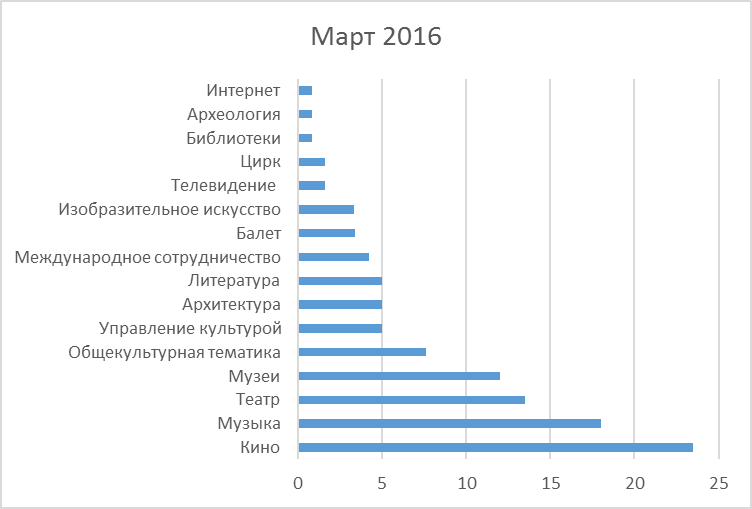 Март 2016
Интернет
Археология
Библиотеки
Цирк
Телевидение
Изобразительное искусство
Балет
Международное сотрудничество
Литература
Архитектура
Управление культурой
Общекультурная тематика
Музеи
Театр
Музыка
Кино
0 5 10 15 20 25